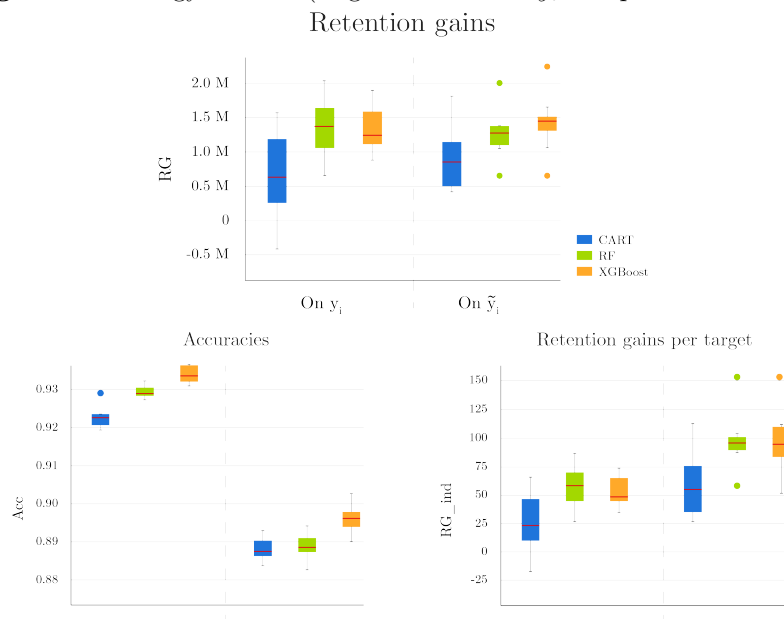 Retention gains
2.0 M
1.5 M
1.0 M
0.5 M
0
-0.5 M
RG
CART
RF
XGBoost
On y_i
On ỹ_i
Accuracies
0.93
0.92
0.91
0.90
0.89
0.88
Acc
Retention gains per target
150
125
100
75
50
25
0
-25
RG_ind